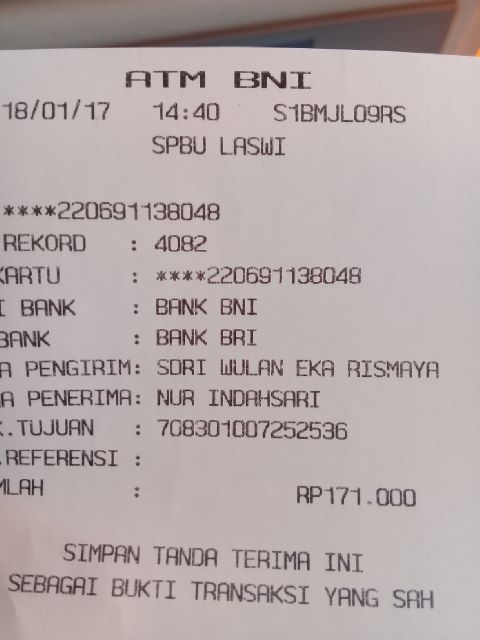 ATM BNI
18/01/17 14:40 S1BMJL09RS
SPBU LASWI
****220691138048
REKORD : 4082
KARTU : ****220691138048
I BANK : BANK BNI
BANK : BANK BRI
A PENGIRIM: SDRI WULAN EKA RISMAYA
A PENERIMA: NUR INDAHSARI
K.TUJUAN : 708301007252536
.REFERENSI :
MLAH : RP171.000
SIMPAN TANDA TERIMA INI
SEBAGAI BUKTI TRANSAKSI YANG SAH